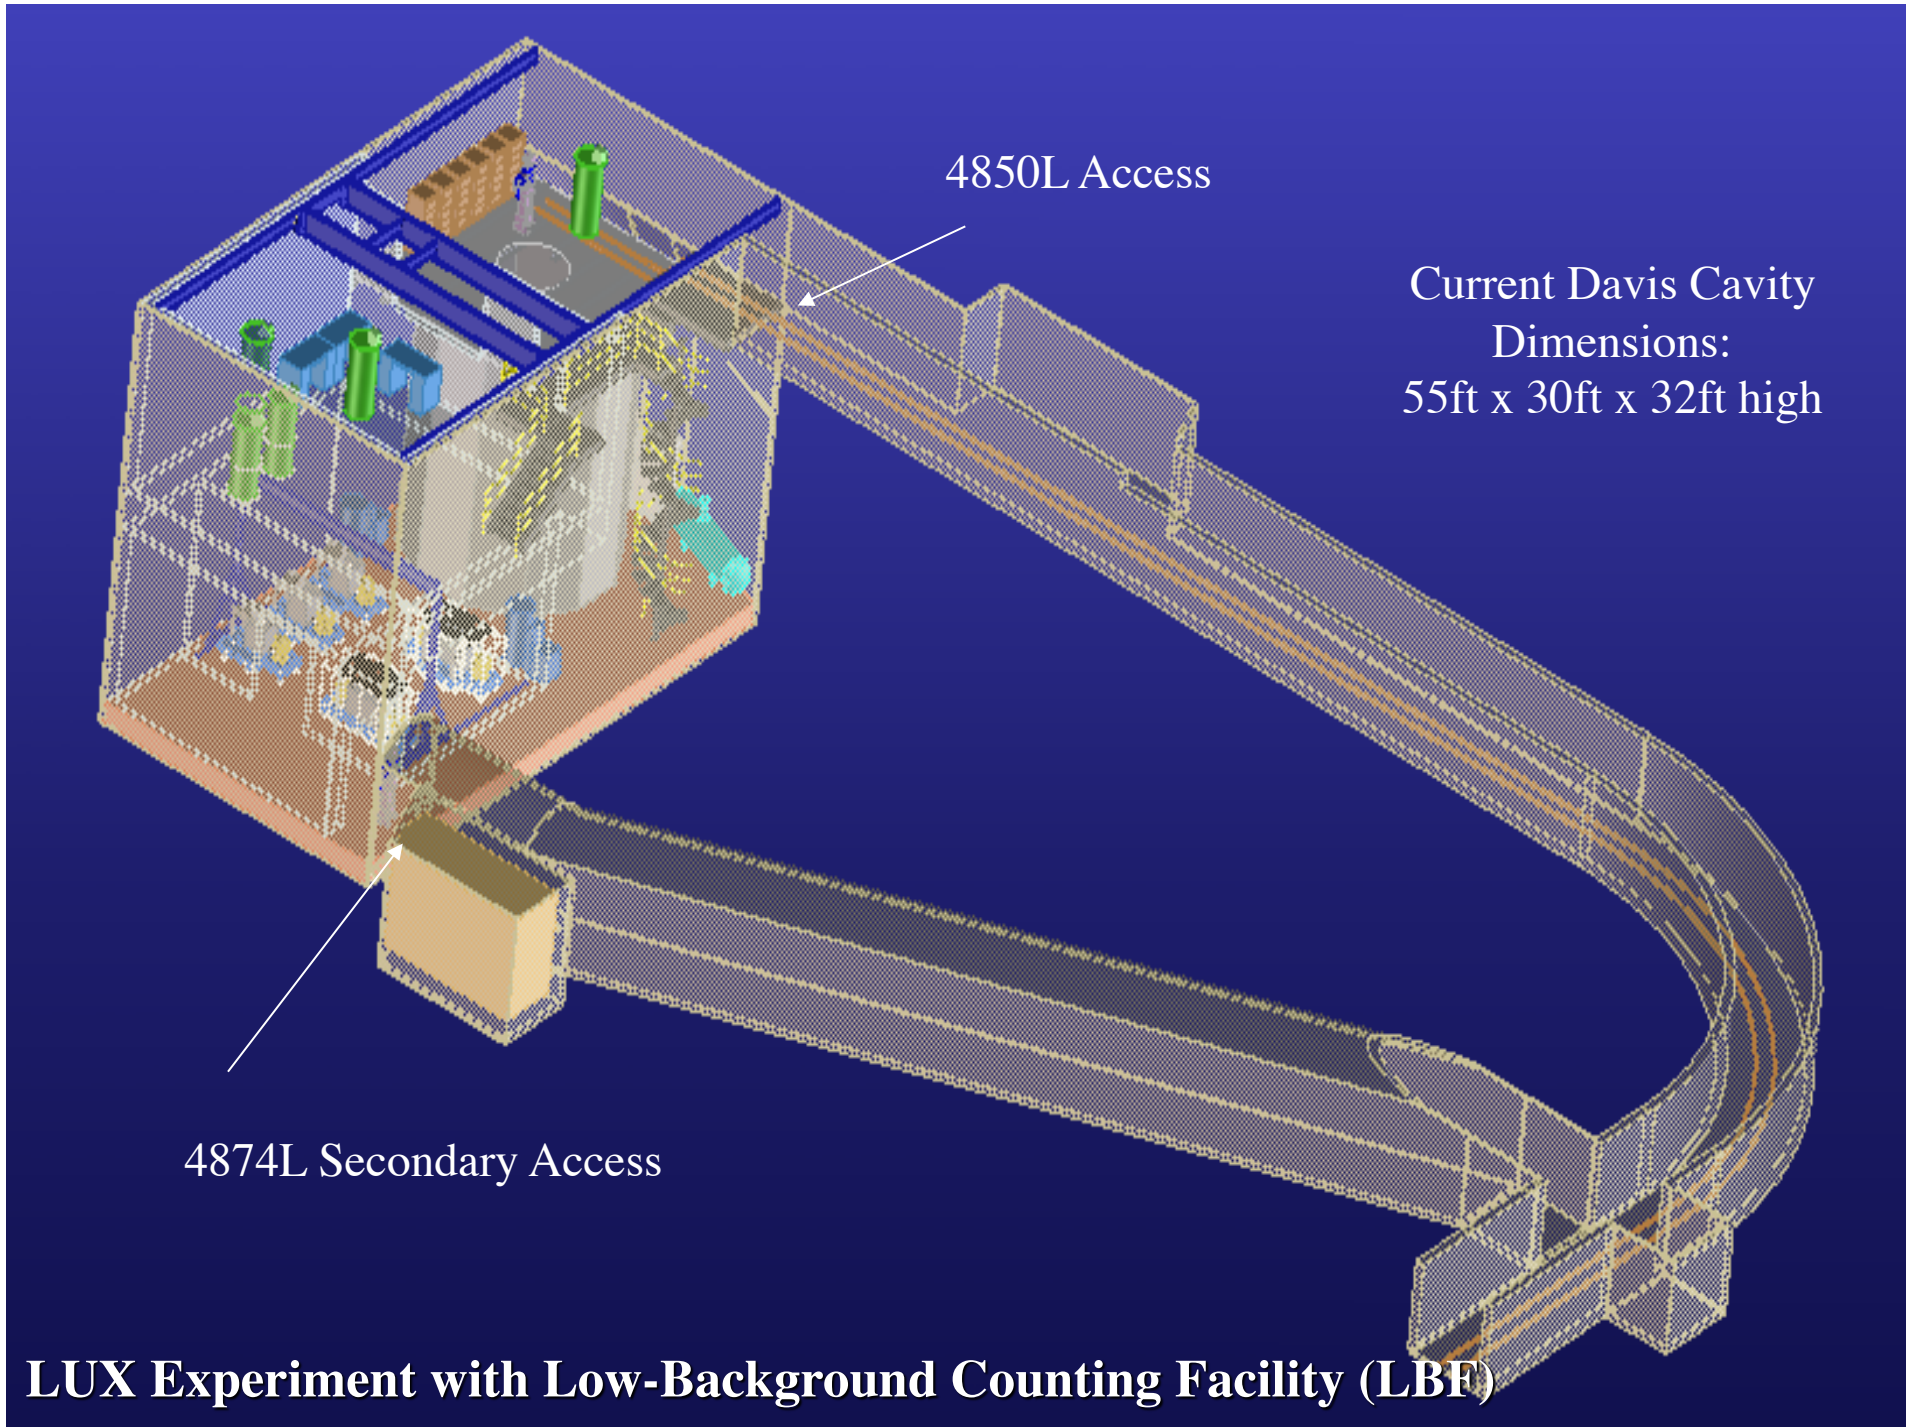 4850L Access
Current Davis Cavity
Dimensions:
55ft x 30ft x 32ft high
4874L Secondary Access
LUX Experiment with Low-Background Counting Facility (LBF)